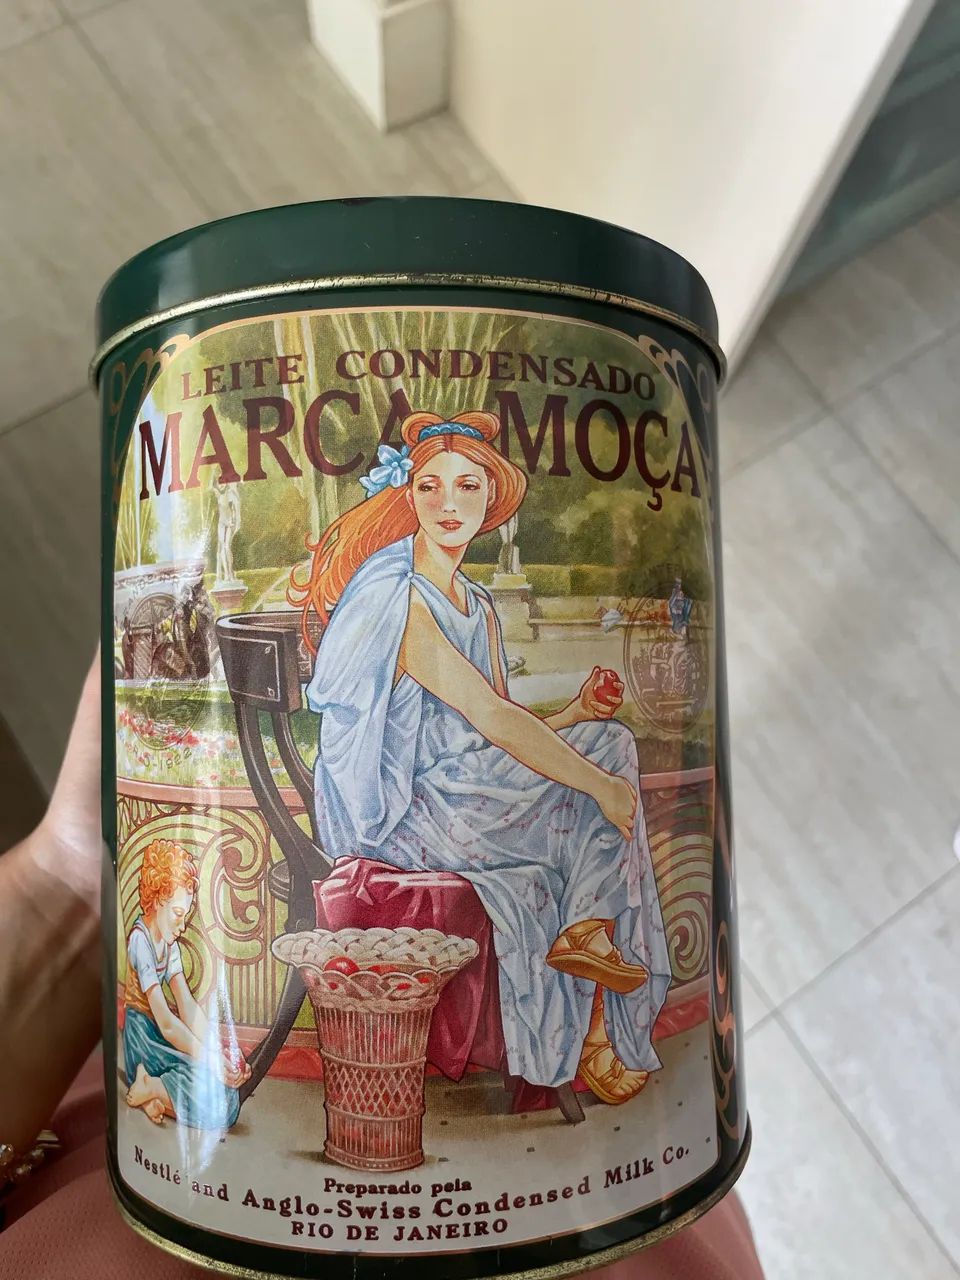 LEITE CONDENSADO
MARCA MOÇA
Preparado pela
Nestlé and Anglo-Swiss Condensed Milk Co.
RIO DE JANEIRO